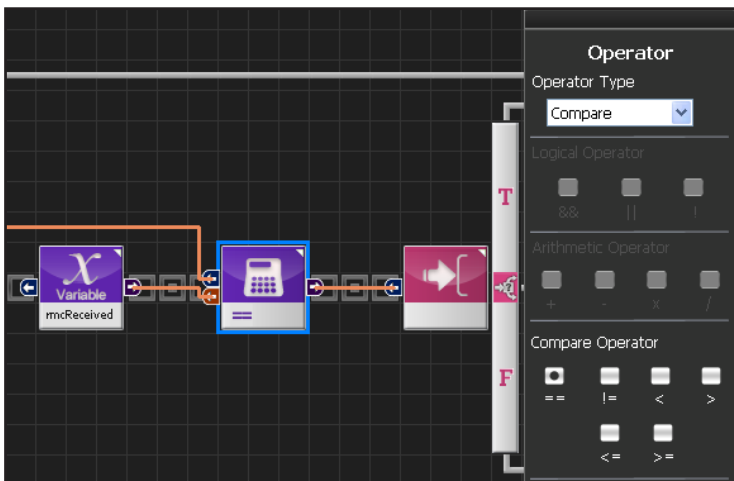 Operator
Operator Type
Compare
Logical Operator
&& || !
Arithmetic Operator
+ - x /
Compare Operator
== != < >
<= >=
T
x
Variable
rmcReceived
==
?
F